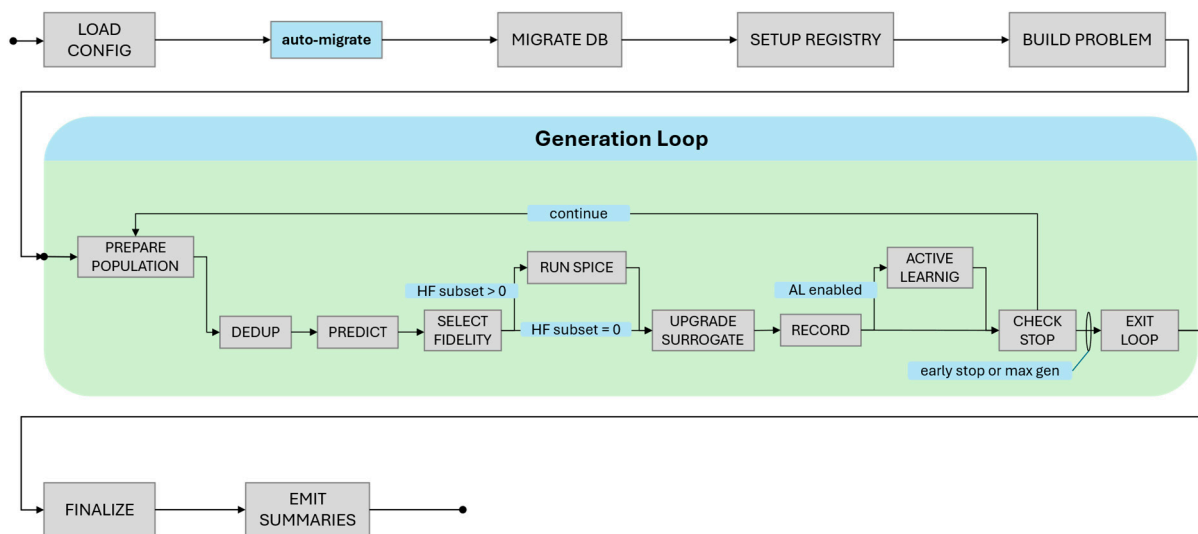 LOAD
CONFIG
auto-migrate
MIGRATE DB
SETUP REGISTRY
BUILD PROBLEM
Generation Loop
continue
PREPARE
POPULATION
RUN SPICE
ACTIVE
LEARNIG
HF subset > 0
AL enabled
DEDUP
PREDICT
SELECT
FIDELITY
HF subset = 0
UPGRADE
SURROGATE
RECORD
CHECK
STOP
EXIT
LOOP
early stop or max gen
FINALIZE
EMIT
SUMMARIES